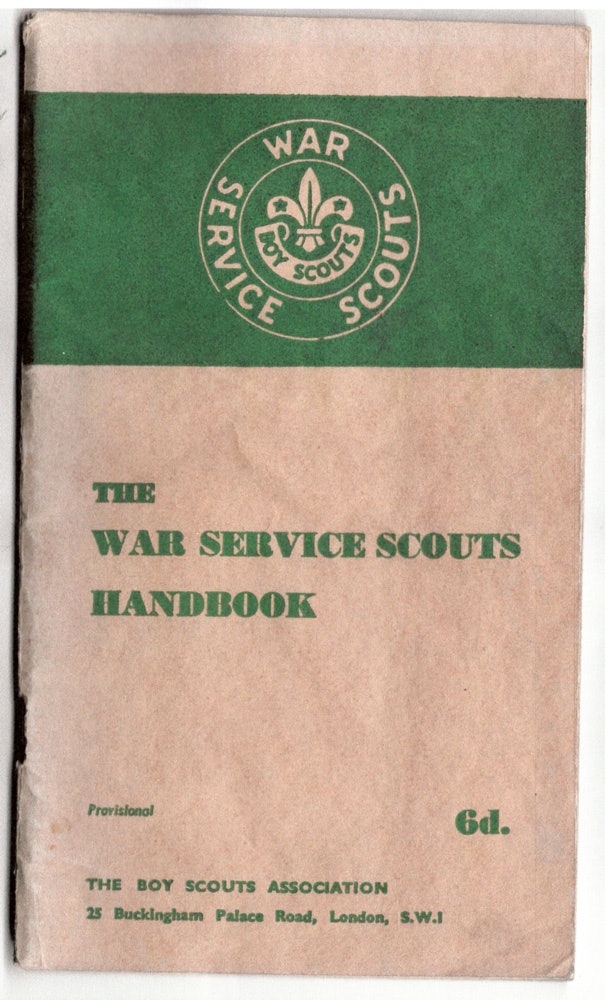 WAR
SERVICE SCOUTS
BOY SCOUTS
THE
WAR SERVICE SCOUTS
HANDBOOK
Provisional
6d.
THE BOY SCOUTS ASSOCIATION
25 Buckingham Palace Road, London, S.W.I